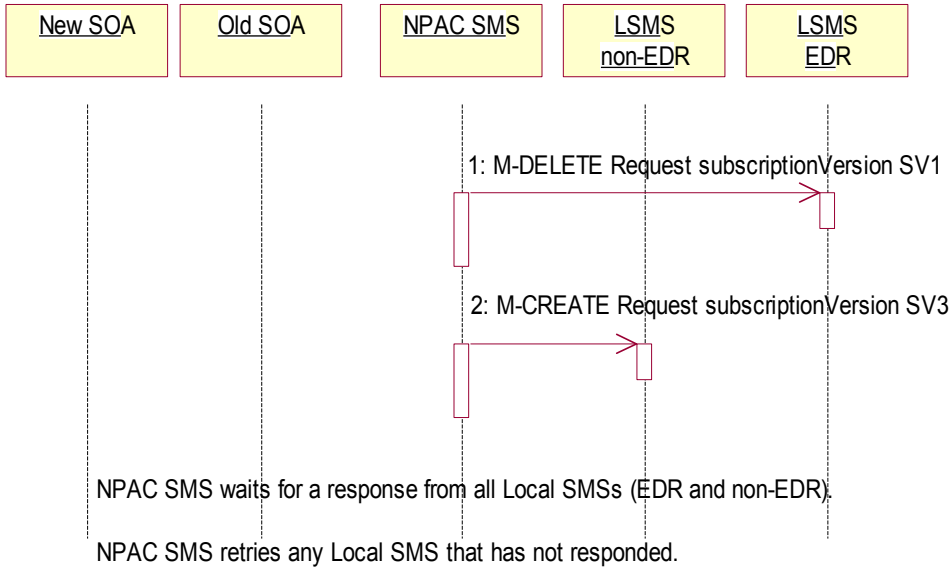 New SOA
Old SOA
NPAC SMS
LSMS
non-EDR
LSMS
EDR
1: M-DELETE Request subscriptionVersion SV1
2: M-CREATE Request subscriptionVersion SV3
NPAC SMS waits for a response from all Local SMSs (EDR and non-EDR).
NPAC SMS retries any Local SMS that has not responded.